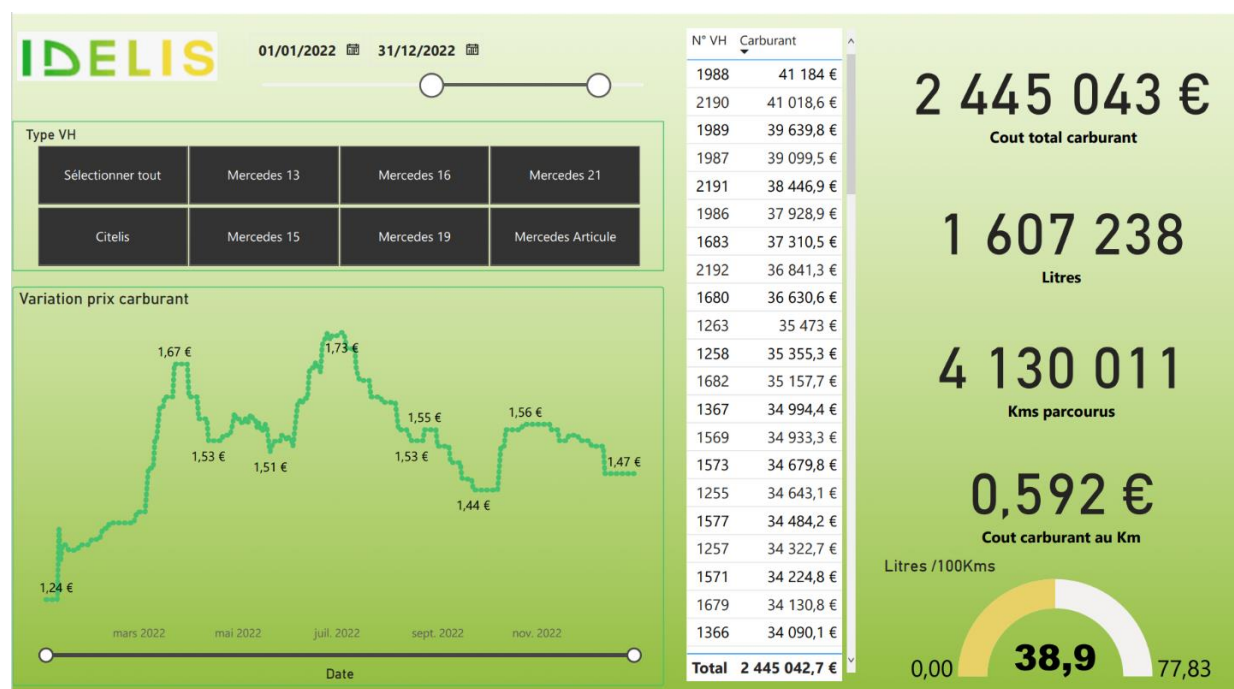 IDELIS
01/01/2022 31/12/2022
Type VH
Sélectionner tout Mercedes 13 Mercedes 16 Mercedes 21
Citelis Mercedes 15 Mercedes 19 Mercedes Articule
Variation prix carburant
1,67 €
1,73 €
1,55 €
1,56 €
1,53 €
1,51 €
1,53 €
1,47 €
1,44 €
1,24 €
mars 2022 mai 2022 juil. 2022 sept. 2022 nov. 2022
Date
N° VH Carburant
1988 41 184 €
2190 41 018,6 €
1989 39 639,8 €
1987 39 099,5 €
2191 38 446,9 €
1986 37 928,9 €
1683 37 310,5 €
2192 36 841,3 €
1680 36 630,6 €
1263 35 473 €
1258 35 355,3 €
1682 35 157,7 €
1367 34 994,4 €
1569 34 933,3 €
1573 34 679,8 €
1255 34 643,1 €
1577 34 484,2 €
1257 34 322,7 €
1571 34 224,8 €
1679 34 130,8 €
1366 34 090,1 €
Total 2 445 042,7 €
2 445 043 €
Cout total carburant
1 607 238
Litres
4 130 011
Kms parcourus
0,592 €
Cout carburant au Km
Litres /100Kms
0,00 38,9 77,83